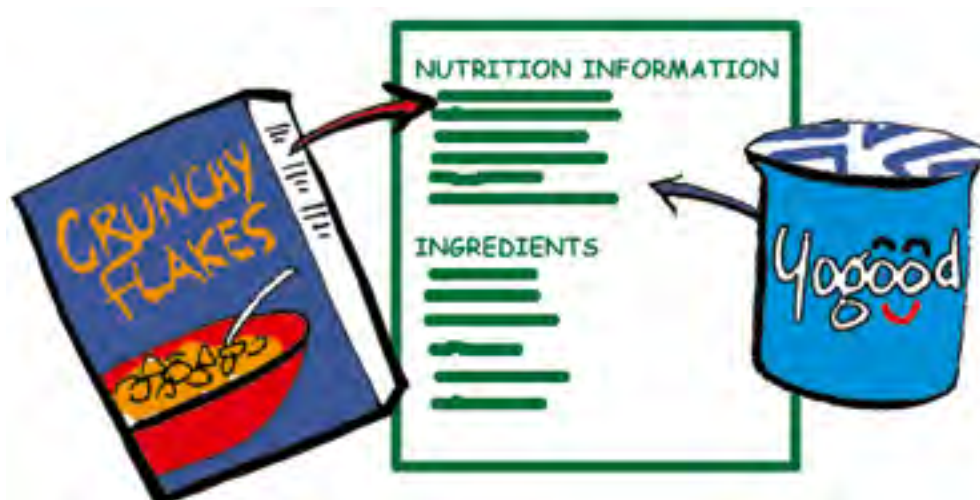 CRUNCHY
FLAKES
NUTRITION INFORMATION
INGREDIENTS
Yogood